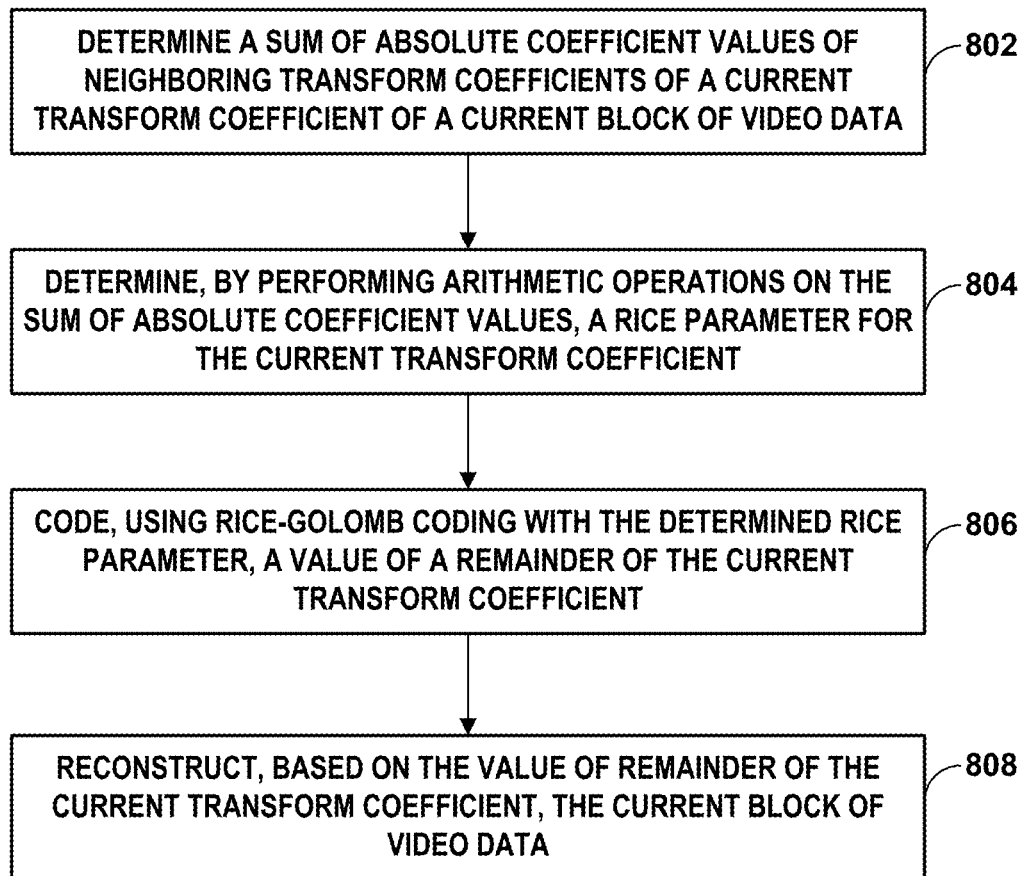 DETERMINE A SUM OF ABSOLUTE COEFFICIENT VALUES OF
NEIGHBORING TRANSFORM COEFFICIENTS OF A CURRENT
TRANSFORM COEFFICIENT OF A CURRENT BLOCK OF VIDEO DATA
802
DETERMINE, BY PERFORMING ARITHMETIC OPERATIONS ON THE
SUM OF ABSOLUTE COEFFICIENT VALUES, A RICE PARAMETER FOR
THE CURRENT TRANSFORM COEFFICIENT
804
CODE, USING RICE-GOLOMB CODING WITH THE DETERMINED RICE
PARAMETER, A VALUE OF A REMAINDER OF THE CURRENT
TRANSFORM COEFFICIENT
806
RECONSTRUCT, BASED ON THE VALUE OF REMAINDER OF THE
CURRENT TRANSFORM COEFFICIENT, THE CURRENT BLOCK OF
VIDEO DATA
808